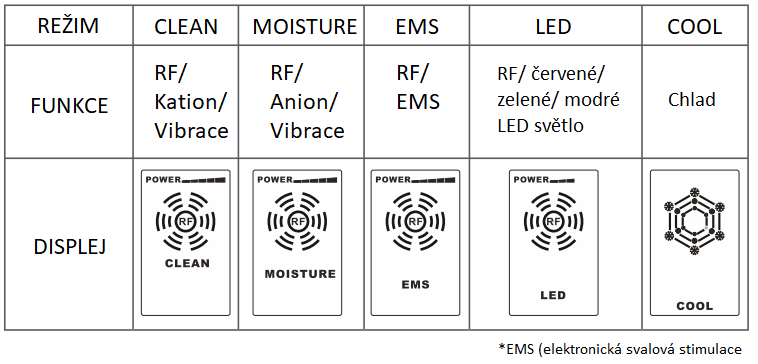 REŽIM CLEAN MOISTURE EMS LED COOL
FUNKCE
RF/
Kation/
Vibrace
RF/
Anion/
Vibrace
RF/
EMS
RF/ červené/
zelené/ modré
LED světlo
Chlad
DISPLEJ
POWER
RF
CLEAN
POWER
RF
MOISTURE
POWER
RF
EMS
POWER
RF
LED
COOL
*EMS (elektronická svalová stimulace